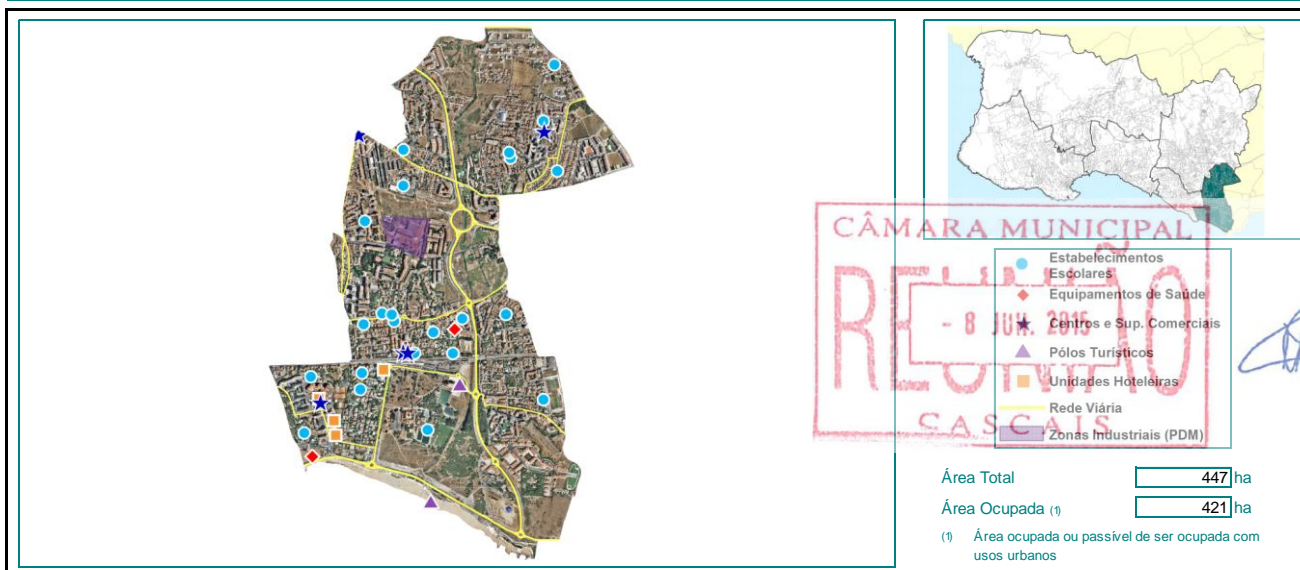 CÂMARA MUNICIPAL
REUNIÃO
- 8 JUN. 2015
CASCAIS
Estabelecimentos
Escolares
Equipamentos de Saúde
Centros e Sup. Comerciais
Pólos Turísticos
Unidades Hoteleiras
Rede Viária
Zonas Industriais (PDM)
Área Total 447 ha
Área Ocupada (1) 421 ha
(1) Área ocupada ou passível de ser ocupada com
usos urbanos